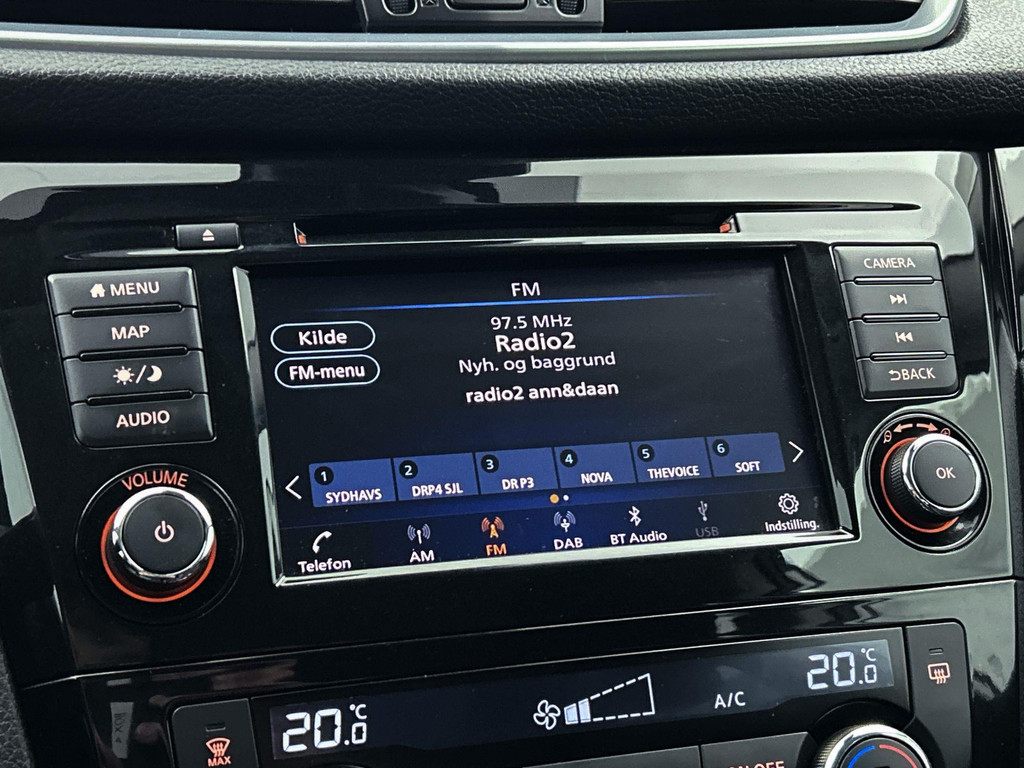 MENU
MAP
AUDIO
VOLUME
FM
Kilde
FM-menu
97.5 MHz
Radio2
Nyh. og baggrund
radio2 ann&daan
1 SYDHAVS
2 DRP4 SJL
3 DR P3
4 NOVA
5 THEVOICE
6 SOFT
Telefon
AM
FM
DAB
BT Audio
USB
Indstilling.
CAMERA
BACK
OK
MAX
20.0 °C
A/C
20.0 °C